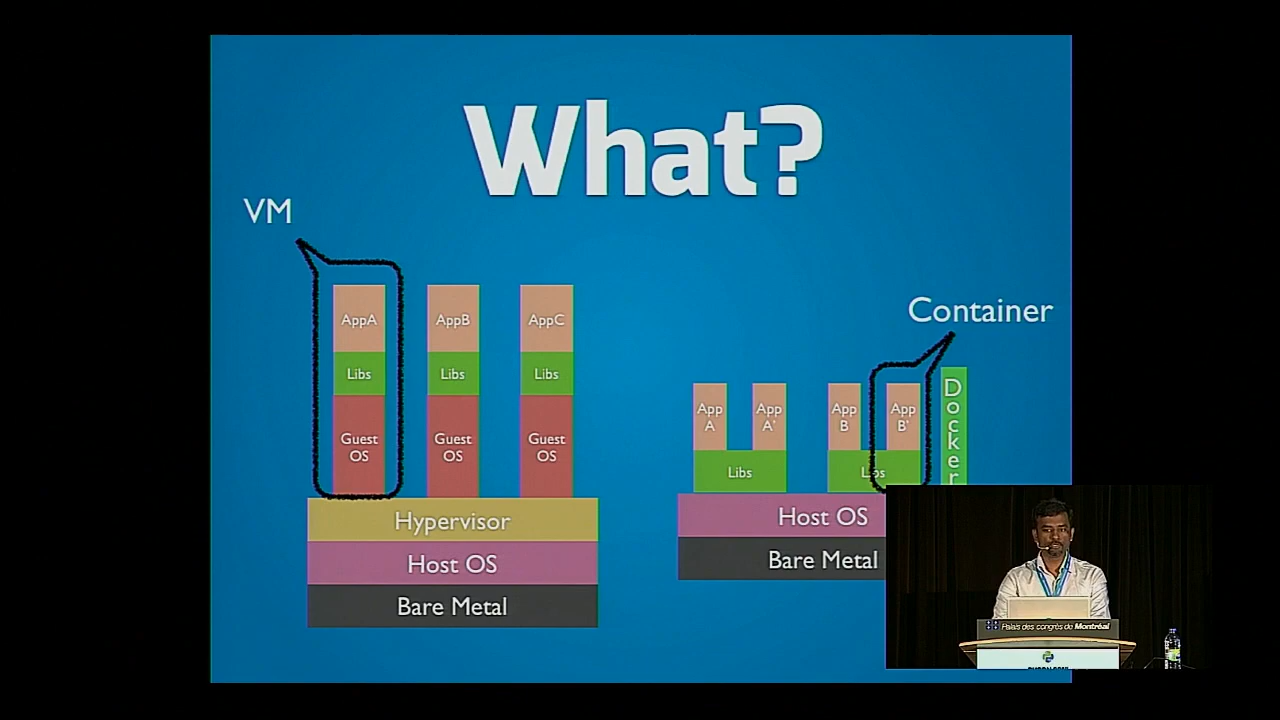 What?
VM
AppA
Libs
Guest
OS
AppB
Libs
Guest
OS
AppC
Libs
Guest
OS
Hypervisor
Host OS
Bare Metal
Container
App
A
App
A'
Libs
App
B
App
B'
Libs
Docker
Host OS
Bare Metal
Palais des congrès de Montréal